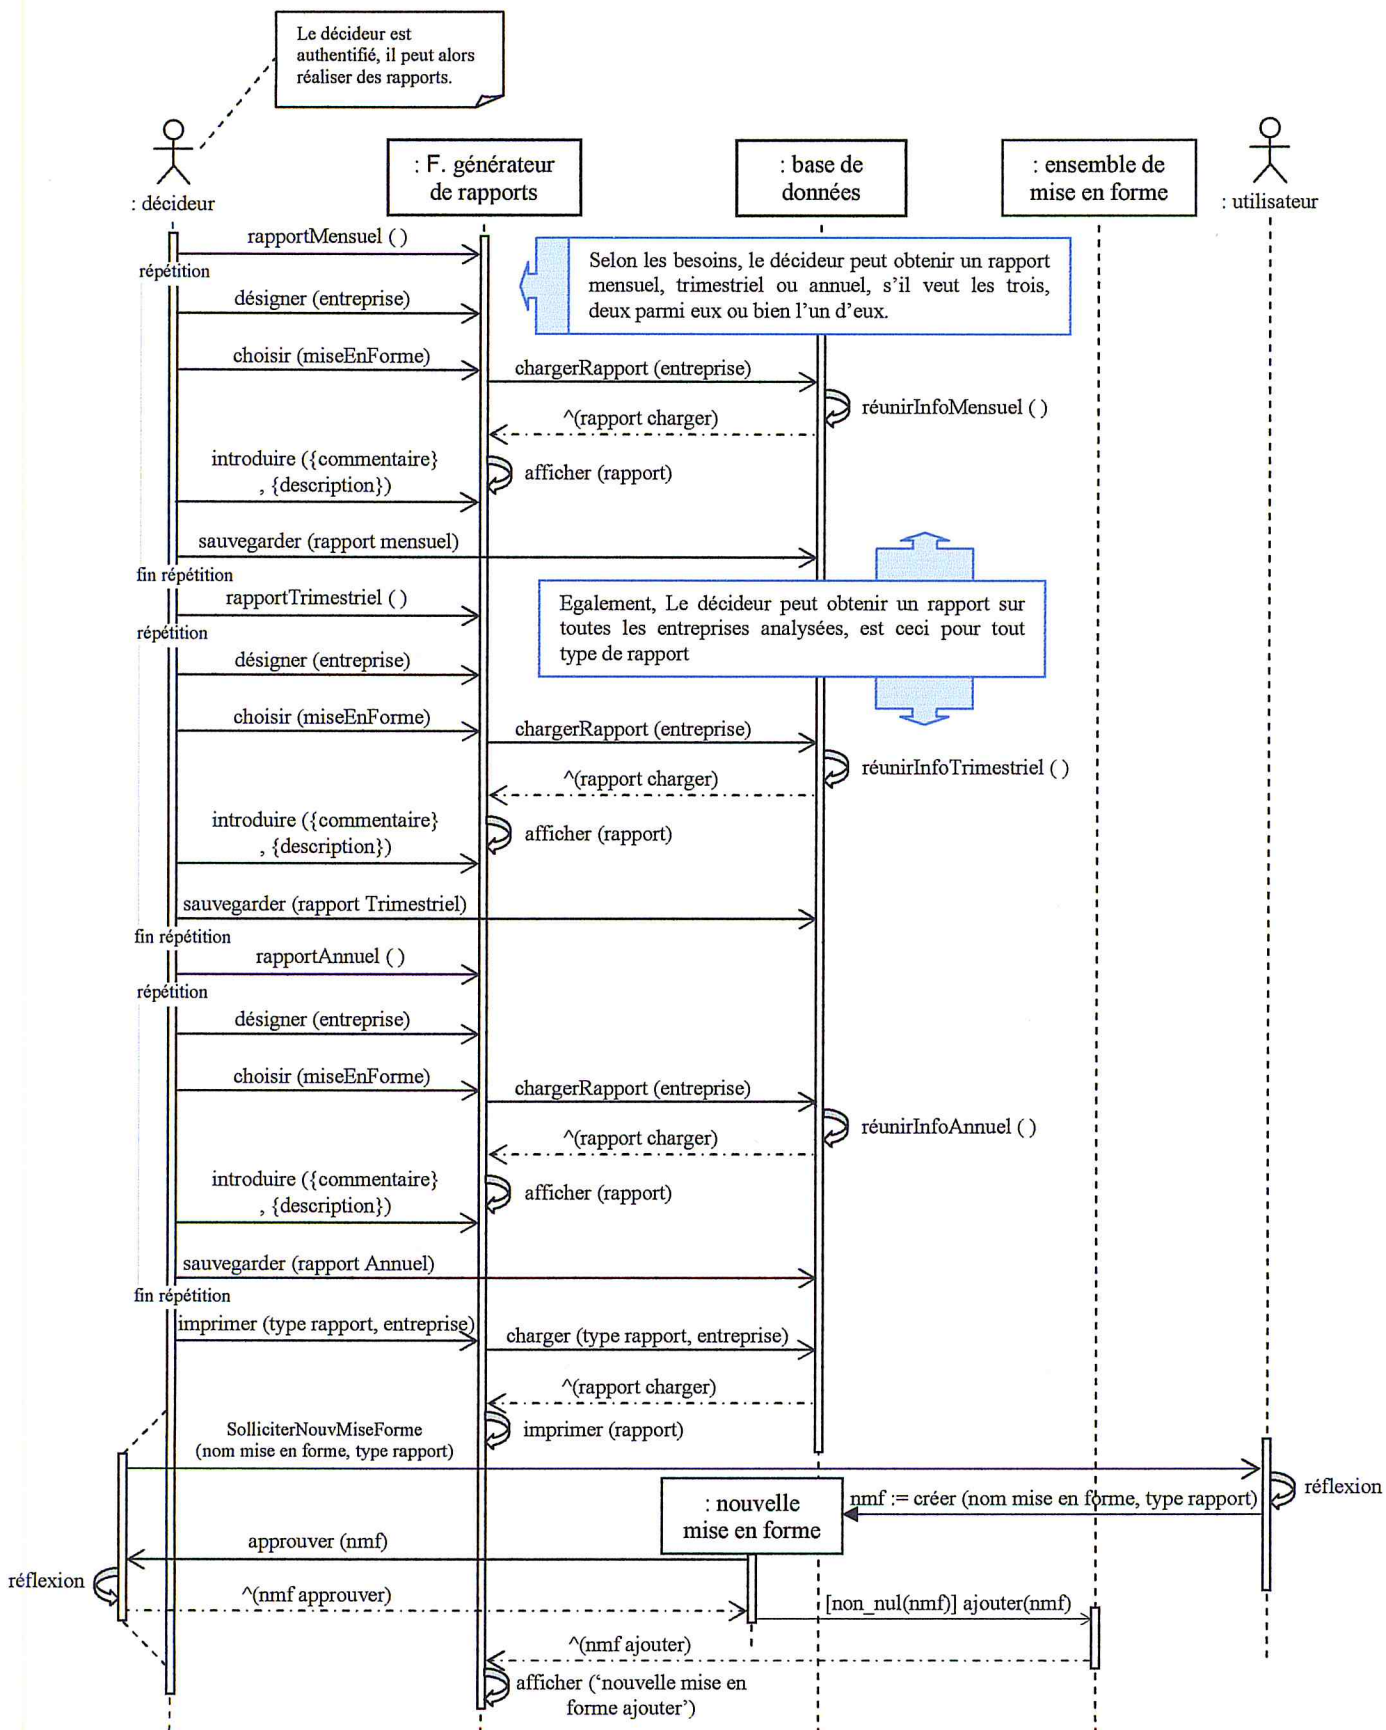 Le décideur est
authentifié, il peut alors
réaliser des rapports.
: décideur
: F. générateur
de rapports
: base de
données
: ensemble de
mise en forme
: utilisateur
rapportMensuel ( )
répétition
Selon les besoins, le décideur peut obtenir un rapport
mensuel, trimestriel ou annuel, s'il veut les trois,
deux parmi eux ou bien l'un d'eux.
désigner (entreprise)
choisir (miseEnForme)
chargerRapport (entreprise)
réunirInfoMensuel ( )
^(rapport charger)
introduire ({commentaire}
, {description})
afficher (rapport)
sauvegarder (rapport mensuel)
fin répétition
rapportTrimestriel ( )
répétition
Egalement, Le décideur peut obtenir un rapport sur
toutes les entreprises analysées, est ceci pour tout
type de rapport
désigner (entreprise)
choisir (miseEnForme)
chargerRapport (entreprise)
réunirInfoTrimestriel ( )
^(rapport charger)
introduire ({commentaire}
, {description})
afficher (rapport)
sauvegarder (rapport Trimestriel)
fin répétition
rapportAnnuel ( )
répétition
désigner (entreprise)
choisir (miseEnForme)
chargerRapport (entreprise)
réunirInfoAnnuel ( )
^(rapport charger)
introduire ({commentaire}
, {description})
afficher (rapport)
sauvegarder (rapport Annuel)
fin répétition
imprimer (type rapport, entreprise)
charger (type rapport, entreprise)
^(rapport charger)
imprimer (rapport)
SolliciterNouvMiseForme
(nom mise en forme, type rapport)
réflexion
: nouvelle
mise en forme
nmf := créer (nom mise en forme, type rapport)
approuver (nmf)
réflexion
^(nmf approuver)
[non_nul(nmf)] ajouter(nmf)
^(nmf ajouter)
afficher ('nouvelle mise en
forme ajouter')